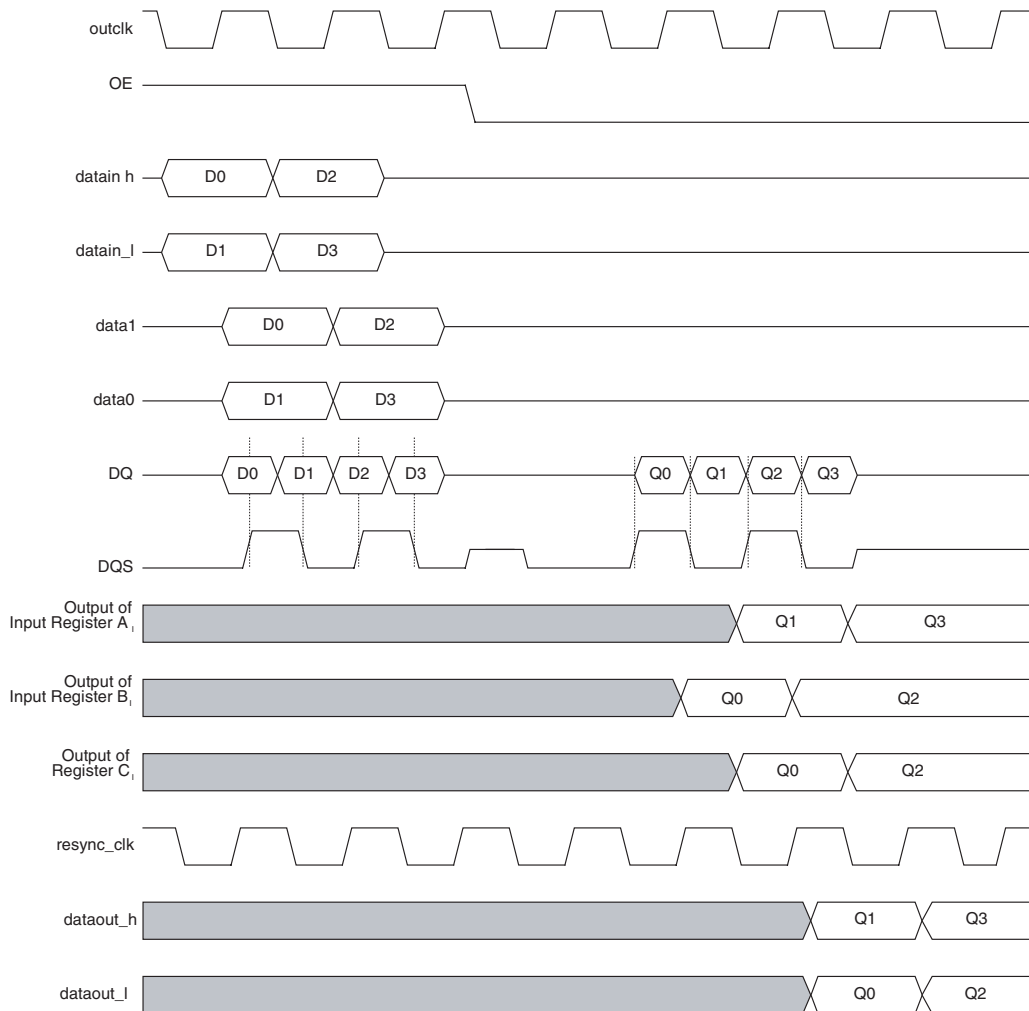 outclk
OE
datain h
D0 D2
datain_l
D1 D3
data1
D0 D2
data0
D1 D3
DQ
D0 D1 D2 D3 Q0 Q1 Q2 Q3
DQS
Output of
Input Register A I
Q1 Q3
Output of
Input Register B I
Q0 Q2
Output of
Register C I
Q0 Q2
resync_clk
dataout_h
Q1 Q3
dataout_l
Q0 Q2